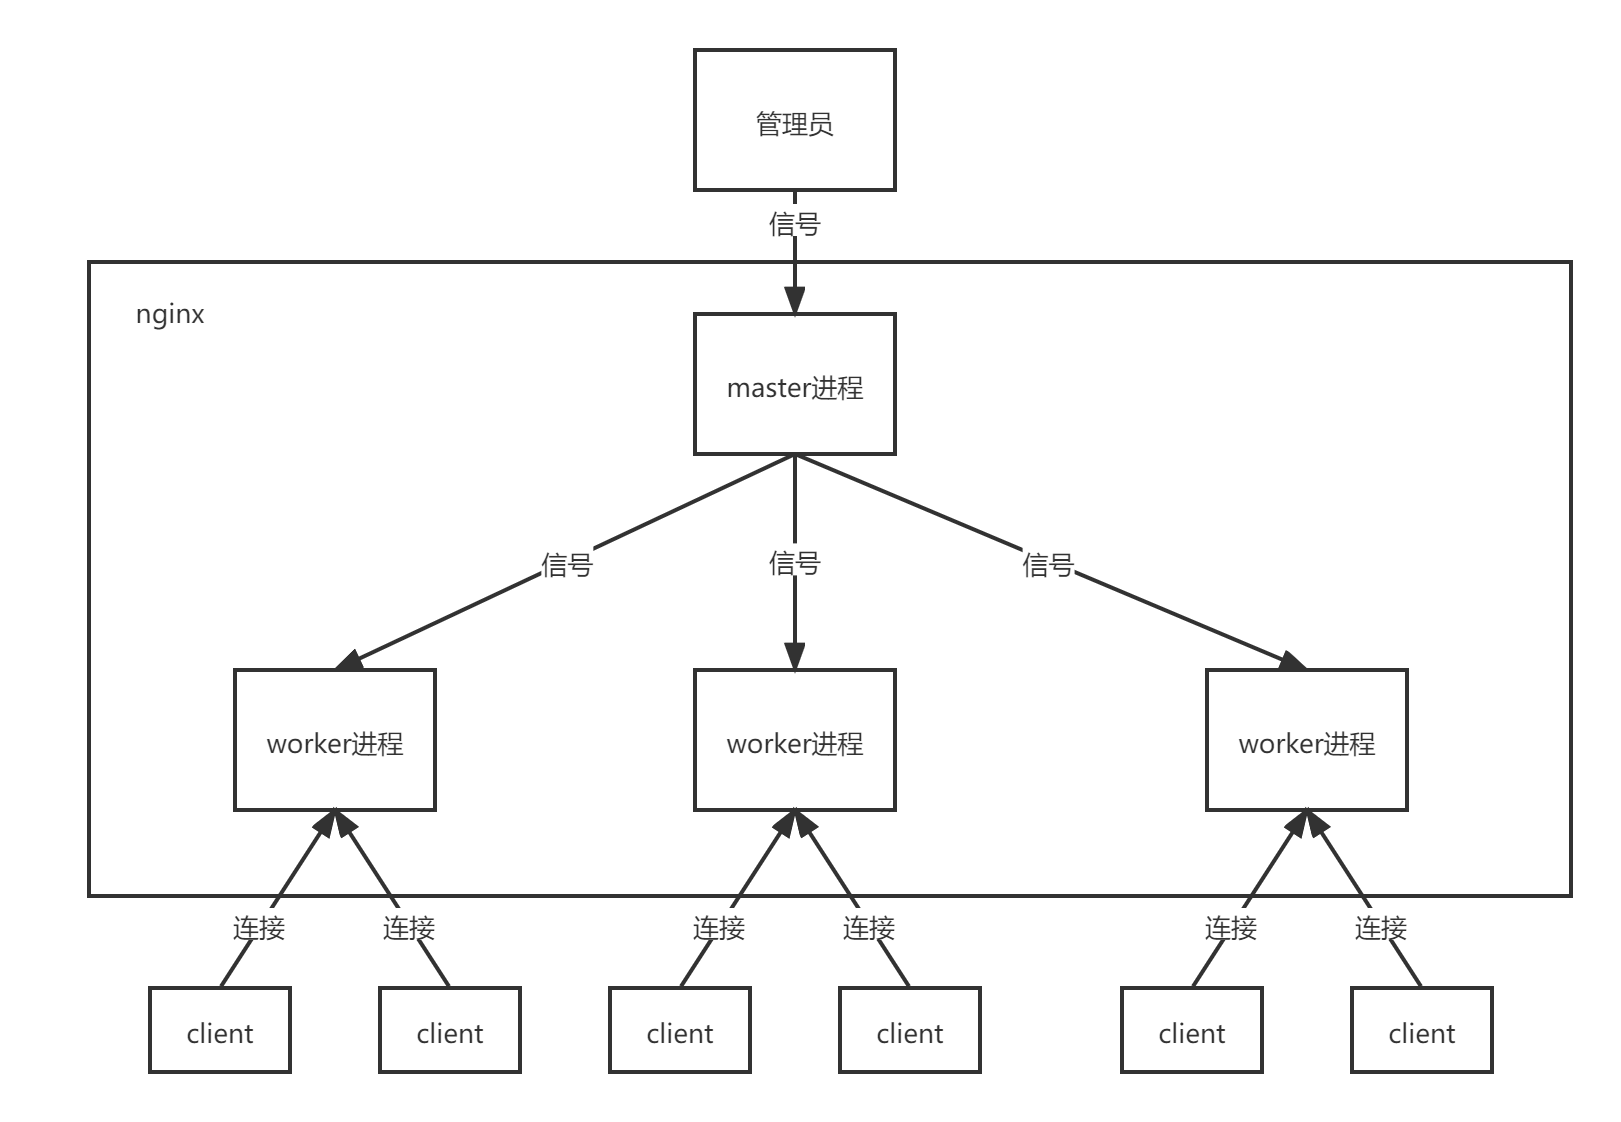 管理员
信号
nginx
master进程
信号
信号
信号
worker进程
worker进程
worker进程
连接
连接
连接
连接
连接
连接
client
client
client
client
client
client